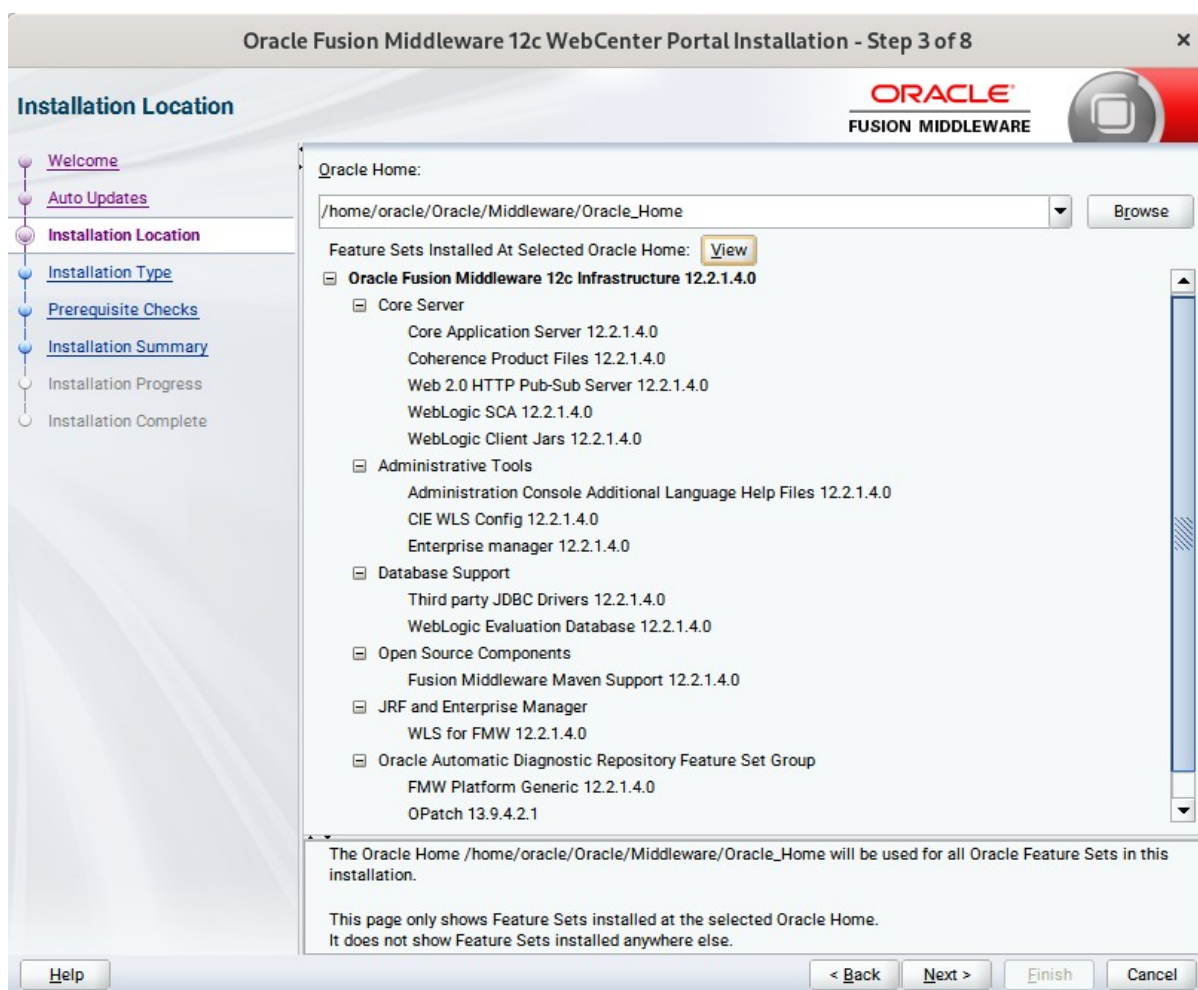 Oracle Fusion Middleware 12c WebCenter Portal Installation - Step 3 of 8
Installation Location
ORACLE
FUSION MIDDLEWARE
Welcome
Auto Updates
Installation Location
Installation Type
Prerequisite Checks
Installation Summary
Installation Progress
Installation Complete
Oracle Home:
/home/oracle/Oracle/Middleware/Oracle_Home
Browse
Feature Sets Installed At Selected Oracle Home: View
Oracle Fusion Middleware 12c Infrastructure 12.2.1.4.0
Core Server
Core Application Server 12.2.1.4.0
Coherence Product Files 12.2.1.4.0
Web 2.0 HTTP Pub-Sub Server 12.2.1.4.0
WebLogic SCA 12.2.1.4.0
WebLogic Client Jars 12.2.1.4.0
Administrative Tools
Administration Console Additional Language Help Files 12.2.1.4.0
CIE WLS Config 12.2.1.4.0
Enterprise manager 12.2.1.4.0
Database Support
Third party JDBC Drivers 12.2.1.4.0
WebLogic Evaluation Database 12.2.1.4.0
Open Source Components
Fusion Middleware Maven Support 12.2.1.4.0
JRF and Enterprise Manager
WLS for FMW 12.2.1.4.0
Oracle Automatic Diagnostic Repository Feature Set Group
FMW Platform Generic 12.2.1.4.0
OPatch 13.9.4.2.1
The Oracle Home /home/oracle/Oracle/Middleware/Oracle_Home will be used for all Oracle Feature Sets in this
installation.
This page only shows Feature Sets installed at the selected Oracle Home.
It does not show Feature Sets installed anywhere else.
Help
< Back
Next >
Finish
Cancel